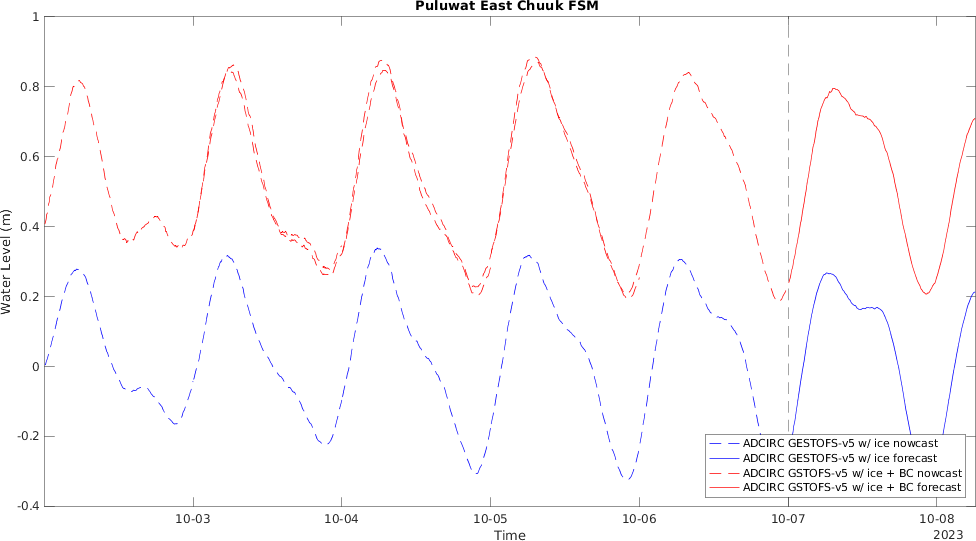 Puluwat East Chuuk FSM
1
0.8
0.6
0.4
0.2
0
-0.2
-0.4
Water Level (m)
ADCIRC GESTOFS-v5 w/ ice nowcast
ADCIRC GESTOFS-v5 w/ ice forecast
ADCIRC GSTOFS-v5 w/ ice + BC nowcast
ADCIRC GSTOFS-v5 w/ ice + BC forecast
10-03 10-04 10-05 10-06 10-07 10-08
Time
2023